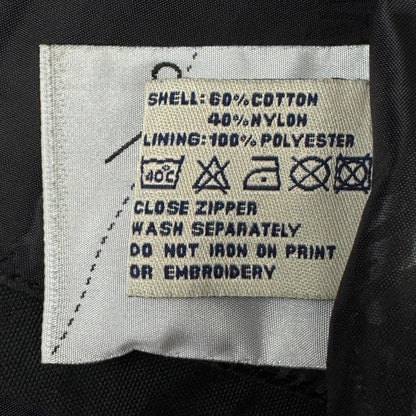 SHELL: 60% COTTON
40% NYLON
LINING: 100% POLYESTER
40°C
CLOSE ZIPPER
WASH SEPARATELY
DO NOT IRON ON PRINT
OR EMBROIDERY